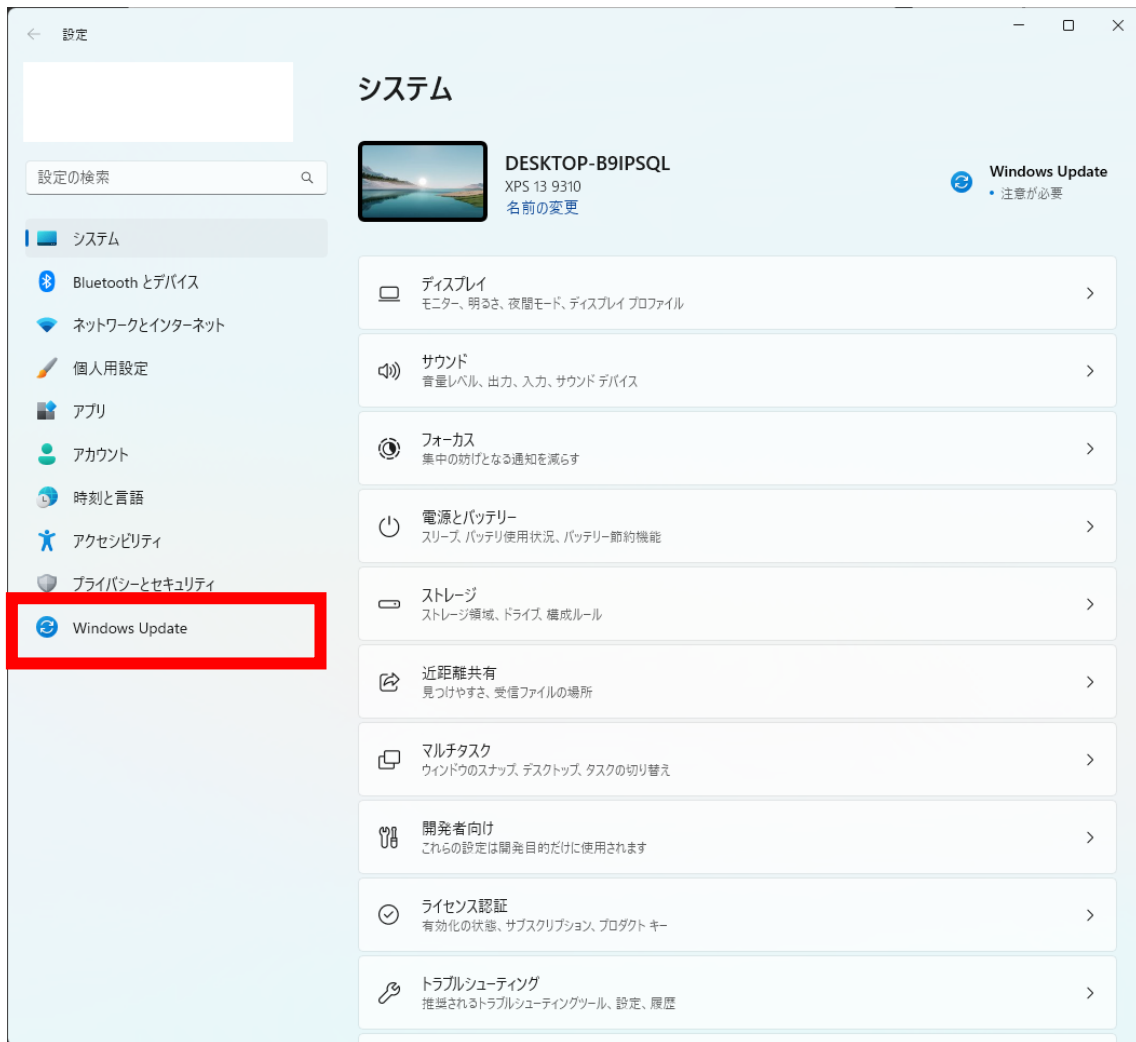 設定
設定の検索
システム
Bluetooth とデバイス
ネットワークとインターネット
個人用設定
アプリ
アカウント
時刻と言語
アクセシビリティ
プライバシーとセキュリティ
Windows Update
システム
DESKTOP-B9IPSQL
XPS 13 9310
名前の変更
Windows Update
• 注意が必要
ディスプレイ
モニター、明るさ、夜間モード、ディスプレイ プロファイル
サウンド
音量レベル、出力、入力、サウンド デバイス
フォーカス
集中の妨げとなる通知を減らす
電源とバッテリー
スリープ、バッテリ使用状況、バッテリー節約機能
ストレージ
ストレージ領域、ドライブ、構成ルール
近距離共有
見つけやすさ、受信ファイルの場所
マルチタスク
ウィンドウのスナップ、デスクトップ、タスクの切り替え
開発者向け
これらの設定は開発目的だけに使用されます
ライセンス認証
有効化の状態、サブスクリプション、プロダクト キー
トラブルシューティング
推奨されるトラブルシューティングツール、設定、履歴